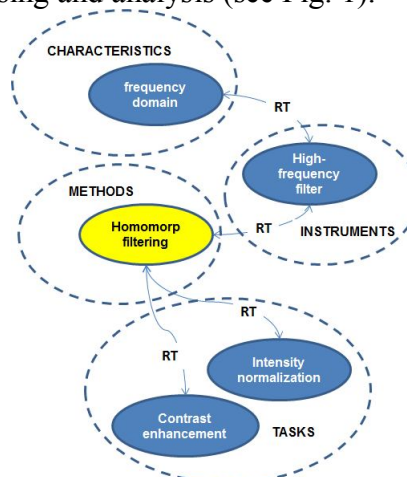 sing and analysis (see Fig. 1).
CHARACTERISTICS
frequency
domain
RT
High-
frequency
filter
METHODS
Homomorp
filtering
RT
INSTRUMENTS
RT
RT
Intensity
normalization
Contrast
enhancement
TASKS